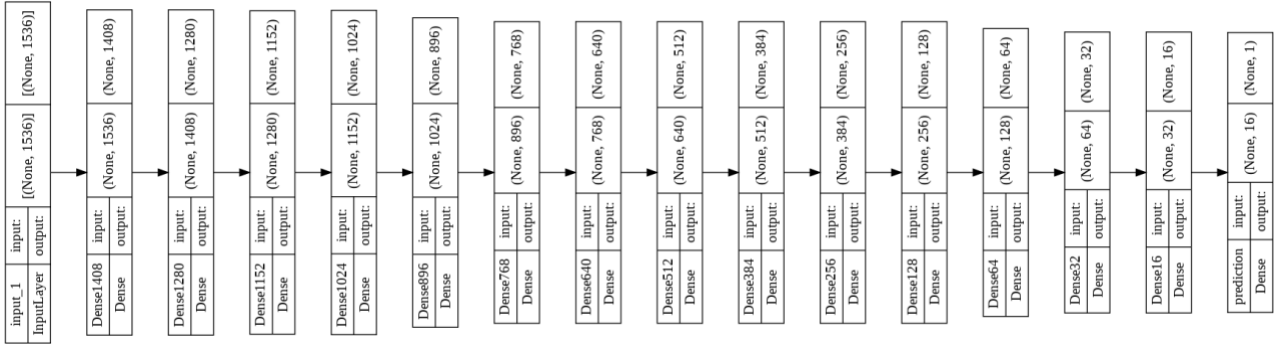 input_1 input: [(None, 1536)] [(None, 1536)]
InputLayer output:
Dense1408 input: (None, 1536) (None, 1408)
Dense output:
Dense1280 input: (None, 1408) (None, 1280)
Dense output:
Dense1152 input: (None, 1280) (None, 1152)
Dense output:
Dense1024 input: (None, 1152) (None, 1024)
Dense output:
Dense896 input: (None, 1024) (None, 896)
Dense output:
Dense768 input: (None, 896) (None, 768)
Dense output:
Dense640 input: (None, 768) (None, 640)
Dense output:
Dense512 input: (None, 640) (None, 512)
Dense output:
Dense384 input: (None, 512) (None, 384)
Dense output:
Dense256 input: (None, 384) (None, 256)
Dense output:
Dense128 input: (None, 256) (None, 128)
Dense output:
Dense64 input: (None, 128) (None, 64)
Dense output:
Dense32 input: (None, 64) (None, 32)
Dense output:
Dense16 input: (None, 32) (None, 16)
Dense output:
prediction input: (None, 16) (None, 1)
Dense output: